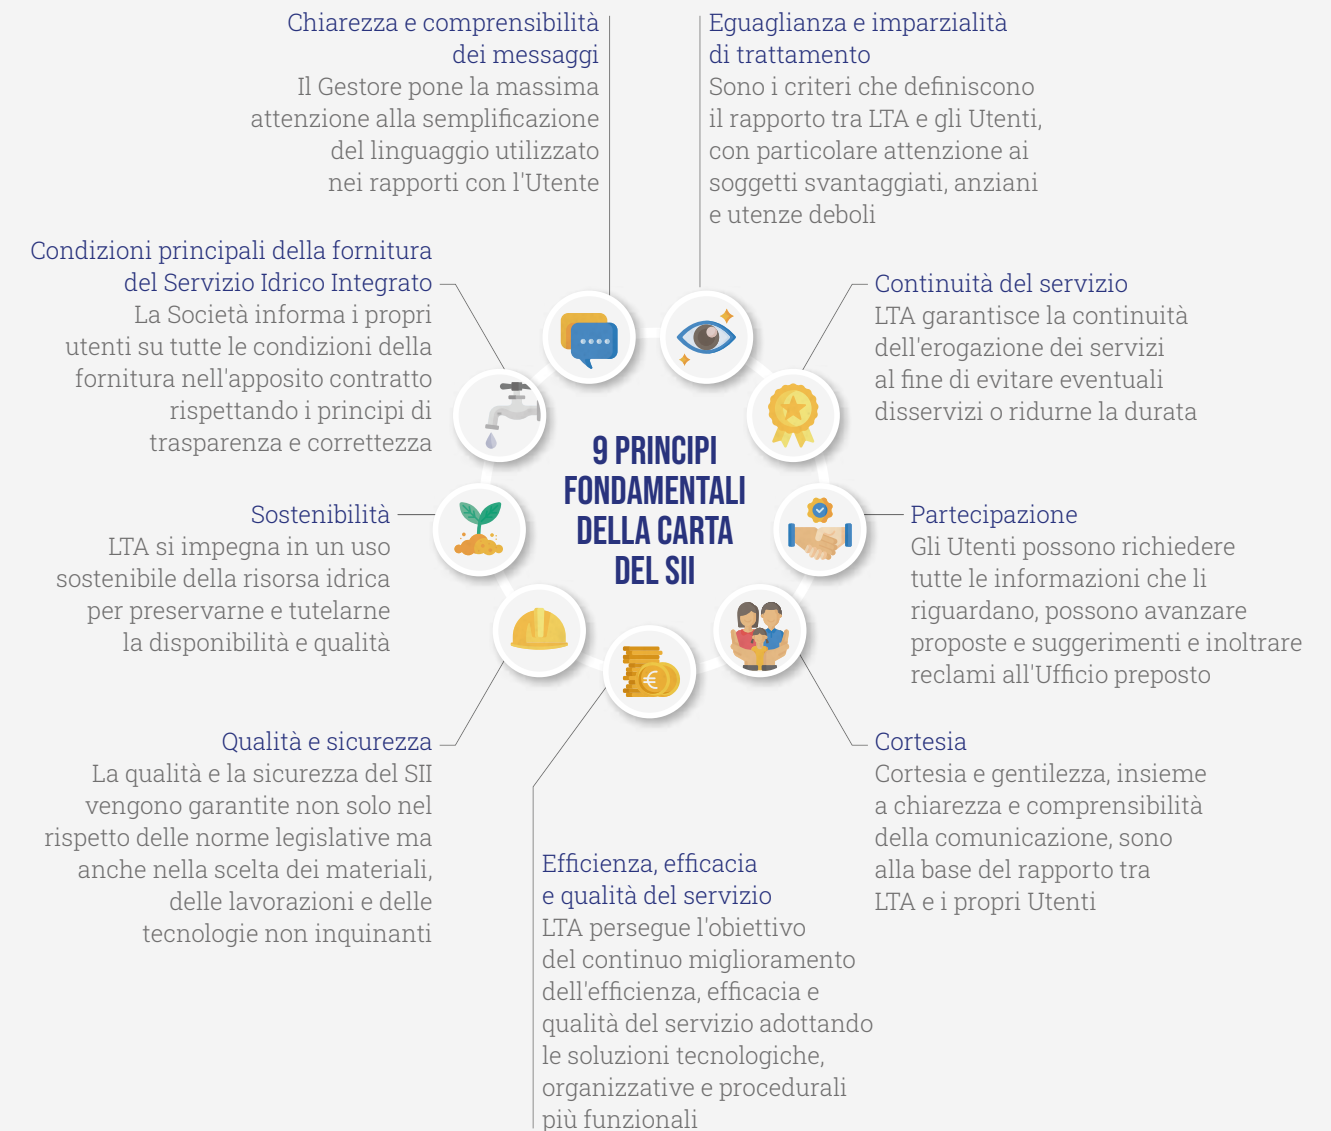 Chiarezza e comprensibilità
dei messaggi
Il Gestore pone la massima
attenzione alla semplificazione
del linguaggio utilizzato
nei rapporti con l'Utente
Eguaglianza e imparzialità
di trattamento
Sono i criteri che definiscono
il rapporto tra LTA e gli Utenti,
con particolare attenzione ai
soggetti svantaggiati, anziani
e utenze deboli
Condizioni principali della fornitura
del Servizio Idrico Integrato
La Società informa i propri
utenti su tutte le condizioni della
fornitura nell'apposito contratto
rispettando i principi di
trasparenza e correttezza
Continuità del servizio
LTA garantisce la continuità
dell'erogazione dei servizi
al fine di evitare eventuali
disservizi o ridurne la durata
9 PRINCIPI
FONDAMENTALI
DELLA CARTA
DEL SII
Sostenibilità
LTA si impegna in un uso
sostenibile della risorsa idrica
per preservarne e tutelarne
la disponibilità e qualità
Partecipazione
Gli Utenti possono richiedere
tutte le informazioni che li
riguardano, possono avanzare
proposte e suggerimenti e inoltrare
reclami all'Ufficio preposto
€
Qualità e sicurezza
La qualità e la sicurezza del SII
vengono garantite non solo nel
rispetto delle norme legislative ma
anche nella scelta dei materiali,
delle lavorazioni e delle
tecnologie non inquinanti
Cortesia
Cortesia e gentilezza, insieme
a chiarezza e comprensibilità
della comunicazione, sono
alla base del rapporto tra
LTA e i propri Utenti
Efficienza, efficacia
e qualità del servizio
LTA persegue l'obiettivo
del continuo miglioramento
dell'efficienza, efficacia e
qualità del servizio adottando
le soluzioni tecnologiche,
organizzative e procedurali
più funzionali